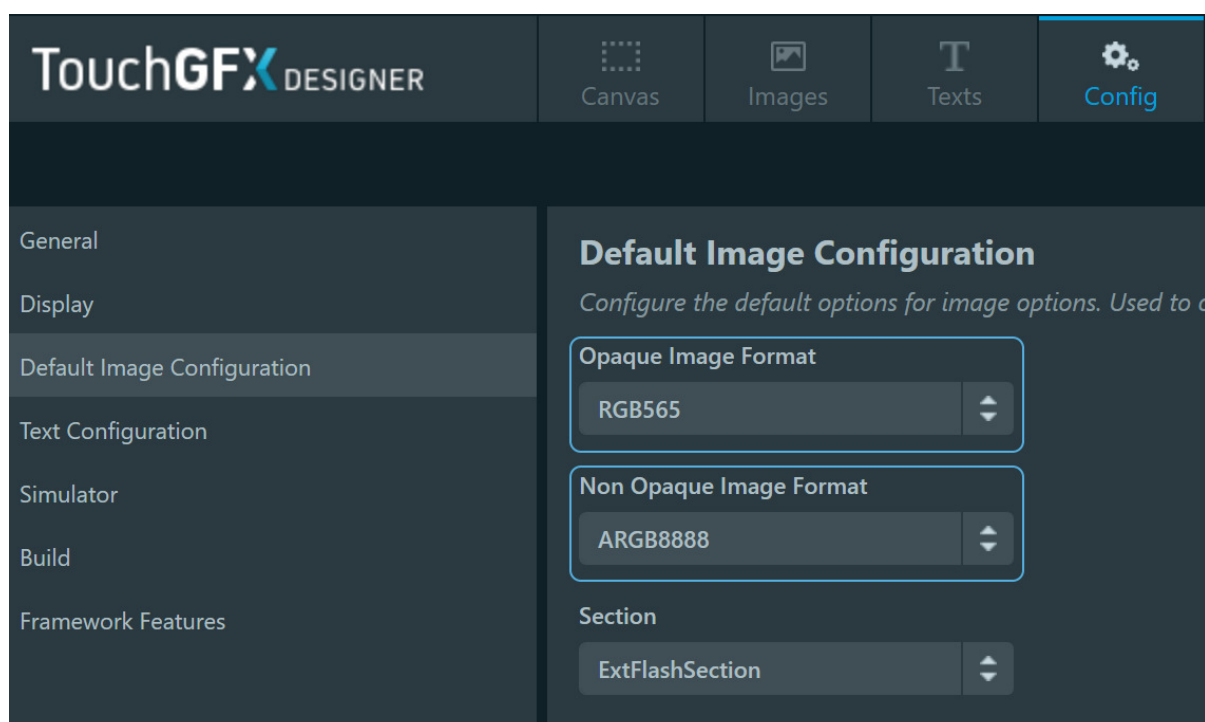 TouchGFX DESIGNER
Canvas
Images
Texts
Config
General
Display
Default Image Configuration
Text Configuration
Simulator
Build
Framework Features
Default Image Configuration
Configure the default options for image options. Used to
Opaque Image Format
RGB565
Non Opaque Image Format
ARGB8888
Section
ExtFlashSection